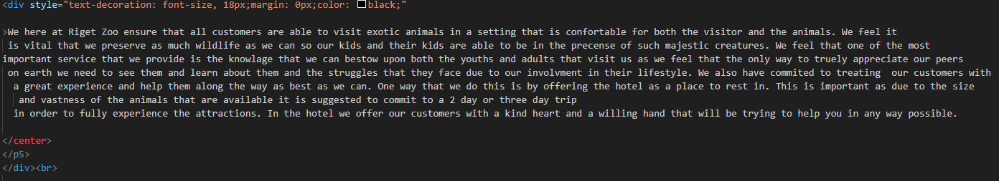 <div style="text-decoration: font-size, 18px;margin: 0px;color: black;"
>We here at Riget Zoo ensure that all customers are able to visit exotic animals in a setting that is confortable for both the visitor and the animals. We feel it
is vital that we preserve as much wildlife as we can so our kids and their kids are able to be in the precense of such majestic creatures. We feel that one of the most
important service that we provide is the knowlage that we can bestow upon both the youths and adults that visit us as we feel that the only way to truely appreciate our peers
on earth we need to see them and learn about them and the struggles that they face due to our involvment in their lifestyle. We also have commited to treating  our customers with
a great experience and help them along the way as best as we can. One way that we do this is by offering the hotel as a place to rest in. This is important as due to the size
and vastness of the animals that are available it is suggested to commit to a 2 day or three day trip
in order to fully experience the attractions. In the hotel we offer our customers with a kind heart and a willing hand that will be trying to help you in any way possible.
</center>
</p5>
</div><br>